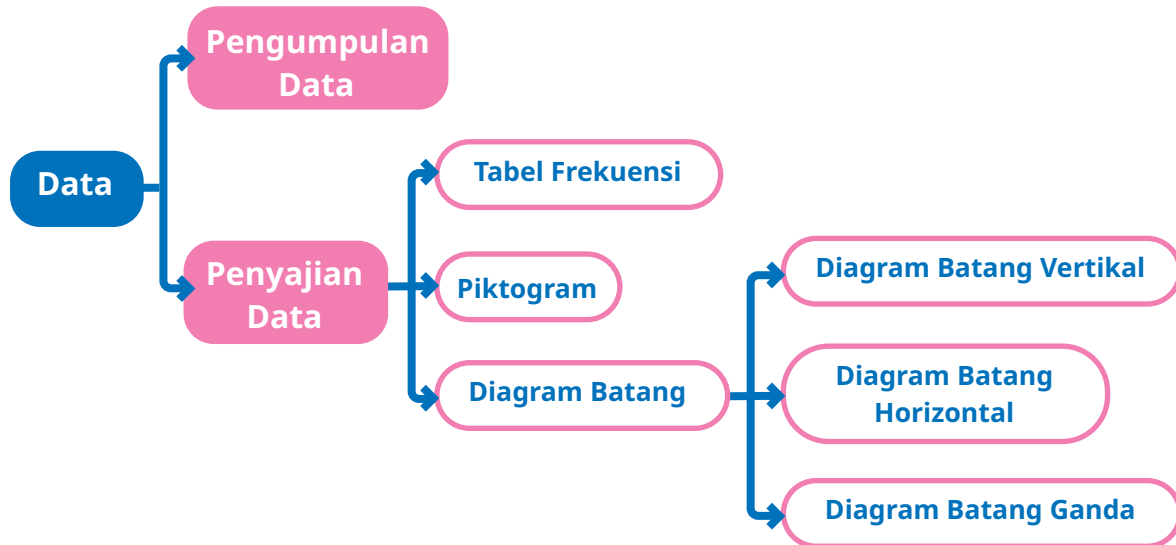 Data
Pengumpulan
Data
Penyajian
Data
Tabel Frekuensi
Piktogram
Diagram Batang
Diagram Batang Vertikal
Diagram Batang
Horizontal
Diagram Batang Ganda